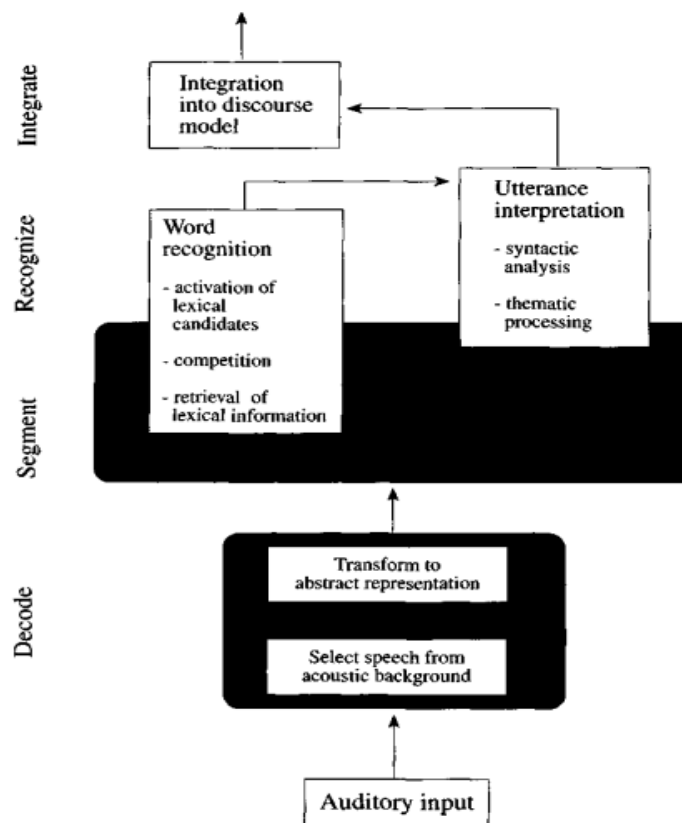 Integration
into discourse
model
Integrate
Utterance
interpretation
- syntactic
analysis
- thematic
processing
Word
recognition
- activation of
lexical
candidates
- competition
- retrieval of
lexical information
Recognize
Segment
Transform to
abstract representation
Select speech from
acoustic background
Decode
Auditory input